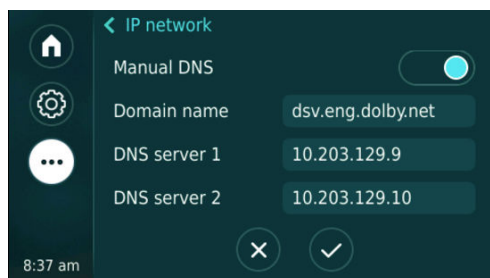 IP network
Manual DNS
Domain name dsv.eng.dolby.net
DNS server 1 10.203.129.9
DNS server 2 10.203.129.10
8:37 am